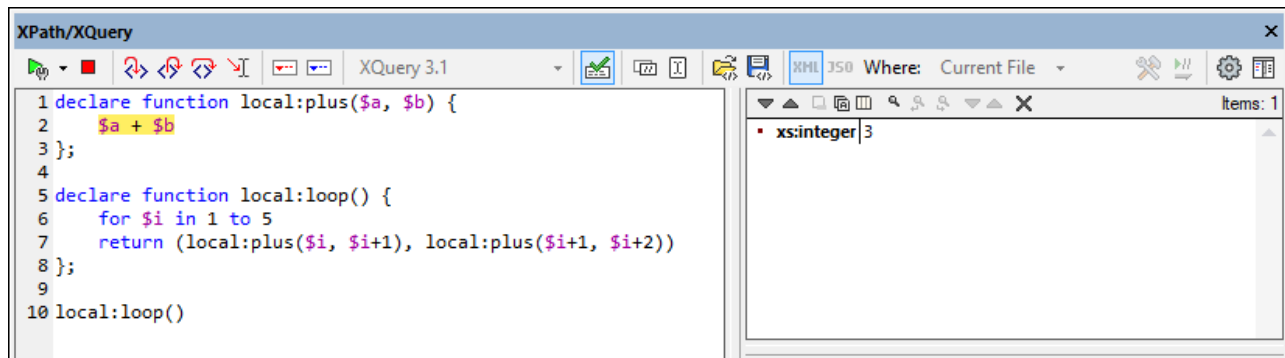 XPath/XQuery
XQuery 3.1
XML JSO Where: Current File
1 declare function local:plus($a, $b) {
2 $a + $b
3 };
4
5 declare function local:loop() {
6 for $i in 1 to 5
7 return (local:plus($i, $i+1), local:plus($i+1, $i+2))
8 };
9
10 local:loop()
Items: 1
xs:integer 3